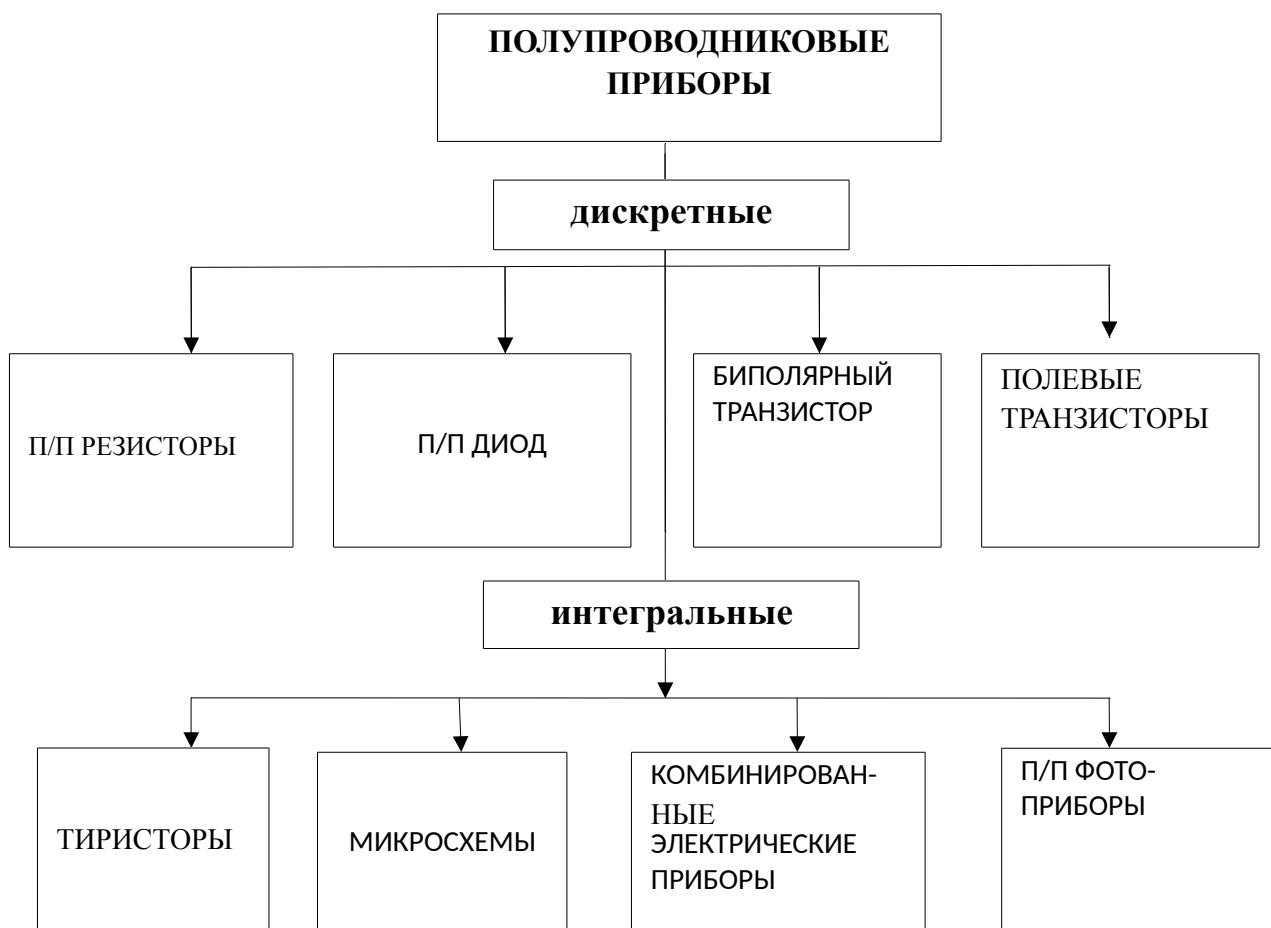 ПОЛУПРОВОДНИКОВЫЕ
ПРИБОРЫ
дискретные
П/П РЕЗИСТОРЫ
П/П ДИОД
БИПОЛЯРНЫЙ
ТРАНЗИСТОР
ПОЛЕВЫЕ
ТРАНЗИСТОРЫ
интегральные
ТИРИСТОРЫ
МИКРОСХЕМЫ
КОМБИНИРОВАН-
НЫЕ
ЭЛЕКТРИЧЕСКИЕ
ПРИБОРЫ
П/П ФОТО-
ПРИБОРЫ